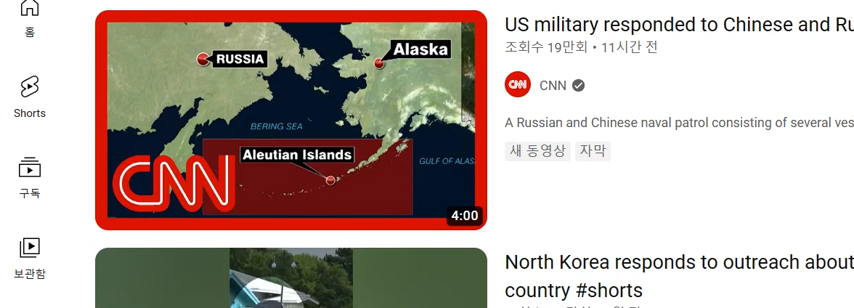 홈
Shorts
구독
보관함
RUSSIA
Alaska
BERING SEA
Aleutian Islands
GULF OF ALAS
CNN
4:00
US military responded to Chinese and Ru
조회수 19만회 • 11시간 전
CNN
CNN
A Russian and Chinese naval patrol consisting of several ves
새 동영상
자막
North Korea responds to outreach about
country #shorts